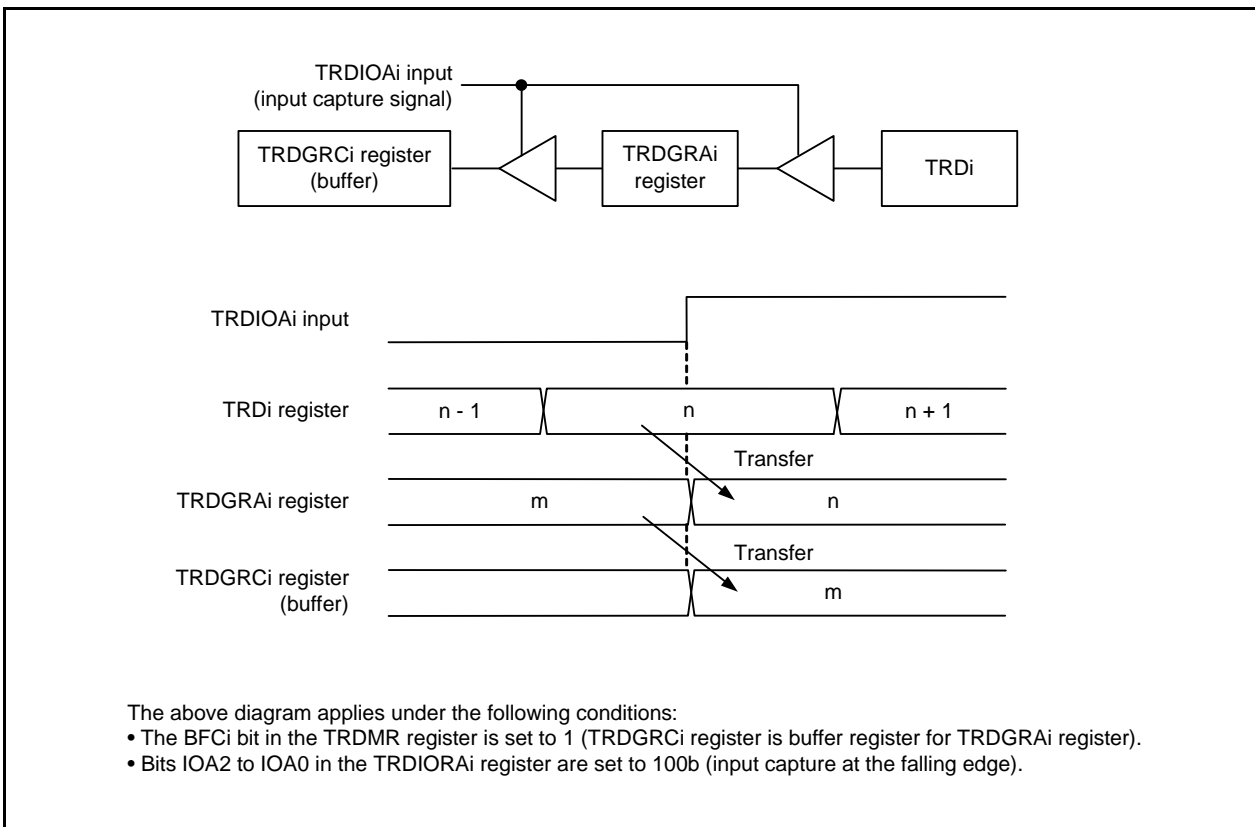 TRDIOAi input
(input capture signal)
TRDGRCi register
(buffer)
TRDGRAi
register
TRDi
TRDIOAi input
TRDi register
n - 1
n
n + 1
Transfer
TRDGRAi register
m
n
Transfer
TRDGRCi register
(buffer)
m
The above diagram applies under the following conditions:
• The BFCi bit in the TRDMR register is set to 1 (TRDGRCi register is buffer register for TRDGRAi register).
• Bits IOA2 to IOA0 in the TRDIORAi register are set to 100b (input capture at the falling edge).